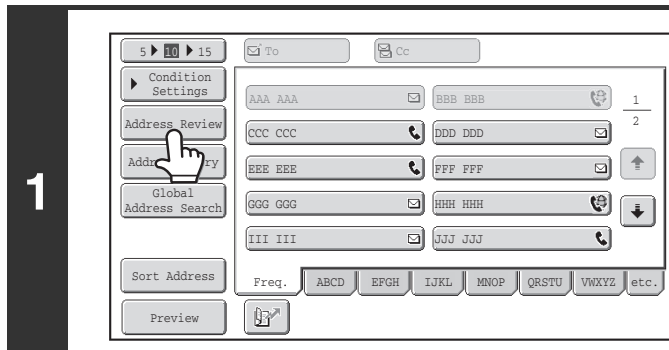 1
5 10 15
To
Cc
Condition
Settings
Address Review
Global
Address Search
Sort Address
Preview
AAA AAA
BBB BBB
CCC CCC
DDD DDD
EEE EEE
FFF FFF
GGG GGG
HHH HHH
III III
JJJ JJJ
1
2
Freq.
ABCD
EFGH
IJKL
MNOP
QRSTU
VWXYZ
etc.